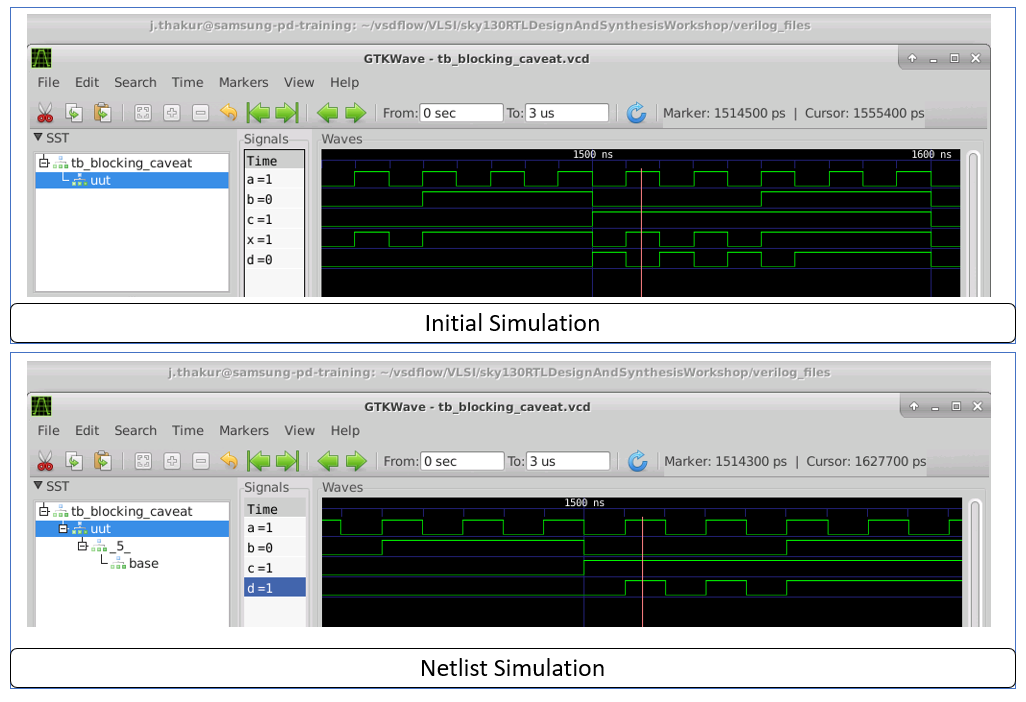 j.thakur@samsung-pd-training: ~/vsdflow/VLSI/sky130RTLDesignAndSynthesisWorkshop/verilog_files
GTKWave - tb_blocking_caveat.vcd
File Edit Search Time Markers View Help
From: 0 sec To: 3 us Marker: 1514500 ps | Cursor: 1555400 ps
SST Signals Waves
tb_blocking_caveat
uut
Time 1500 ns 1600 ns
a =1
b =0
c =1
x =1
d =0
Initial Simulation
j.thakur@samsung-pd-training: ~/vsdflow/VLSI/sky130RTLDesignAndSynthesisWorkshop/verilog_files
GTKWave - tb_blocking_caveat.vcd
File Edit Search Time Markers View Help
From: 0 sec To: 3 us Marker: 1514300 ps | Cursor: 1627700 ps
SST Signals Waves
tb_blocking_caveat
uut
_5_
base
Time 1500 ns
a =1
b =0
c =1
d =1
Netlist Simulation